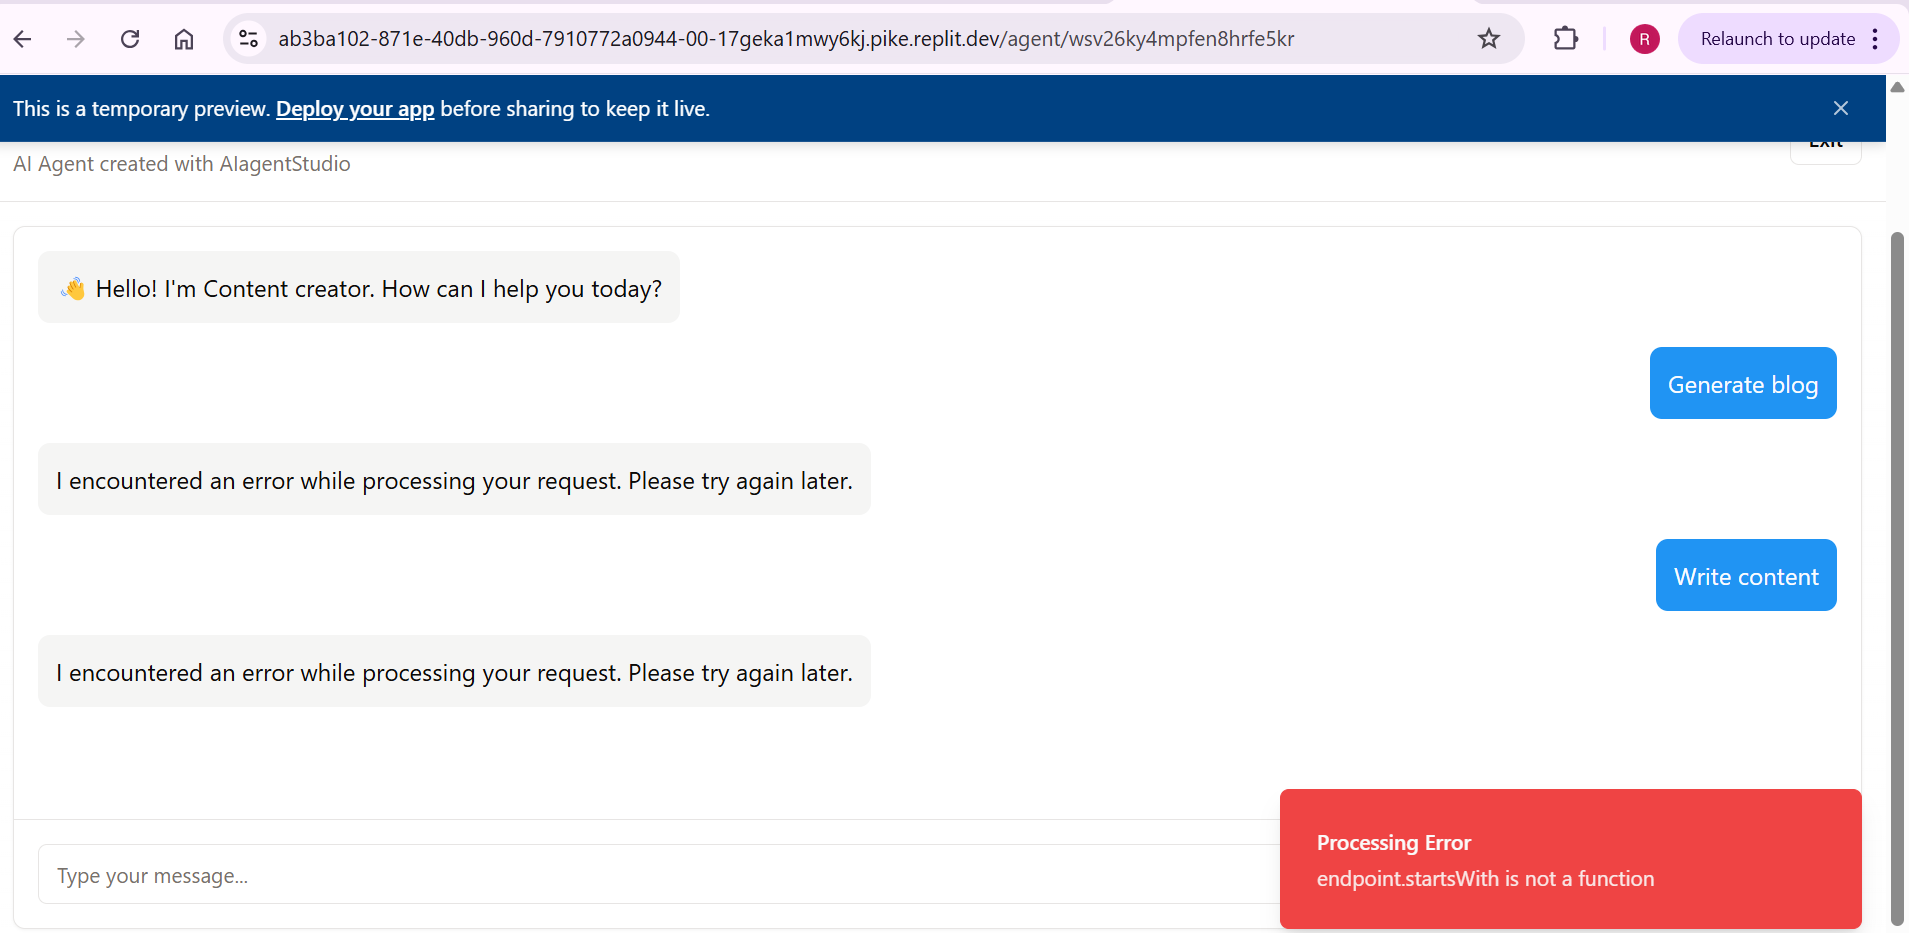 ab3ba102-871e-40db-960d-7910772a0944-00-17geka1mwy6kj.pike.replit.dev/agent/wsv26ky4mpfen8hrfe5kr
R
Relaunch to update
This is a temporary preview. Deploy your app before sharing to keep it live.
Exit
AI Agent created with AIagentStudio
👋 Hello! I'm Content creator. How can I help you today?
Generate blog
I encountered an error while processing your request. Please try again later.
Write content
I encountered an error while processing your request. Please try again later.
Type your message...
Processing Error
endpoint.startsWith is not a function